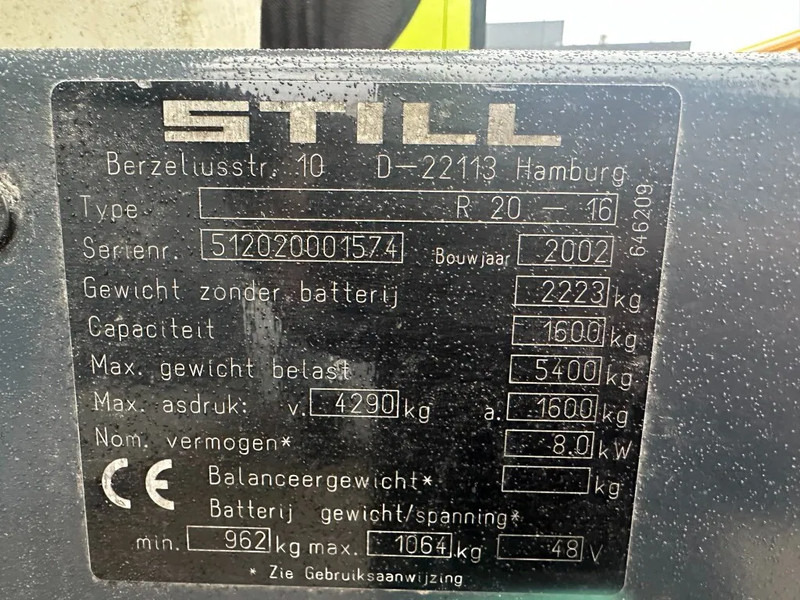 STILL
Berzeliusstr. 10 D-22113 Hamburg
Type R 20 - 16
Serienr. 512020001574 Bouwjaar 2002
646209
Gewicht zonder batterij 2223 kg
Capaciteit 1600 kg
Max. gewicht belast 5400 kg
Max. asdruk: v. 4290 kg a. 1600 kg
Nom. vermogen* 8.0 kW
CE
Balanceergewicht* kg
Batterij gewicht/spanning*
min. 962 kg max. 1064 kg 48 V
* Zie Gebruiksaanwijzing